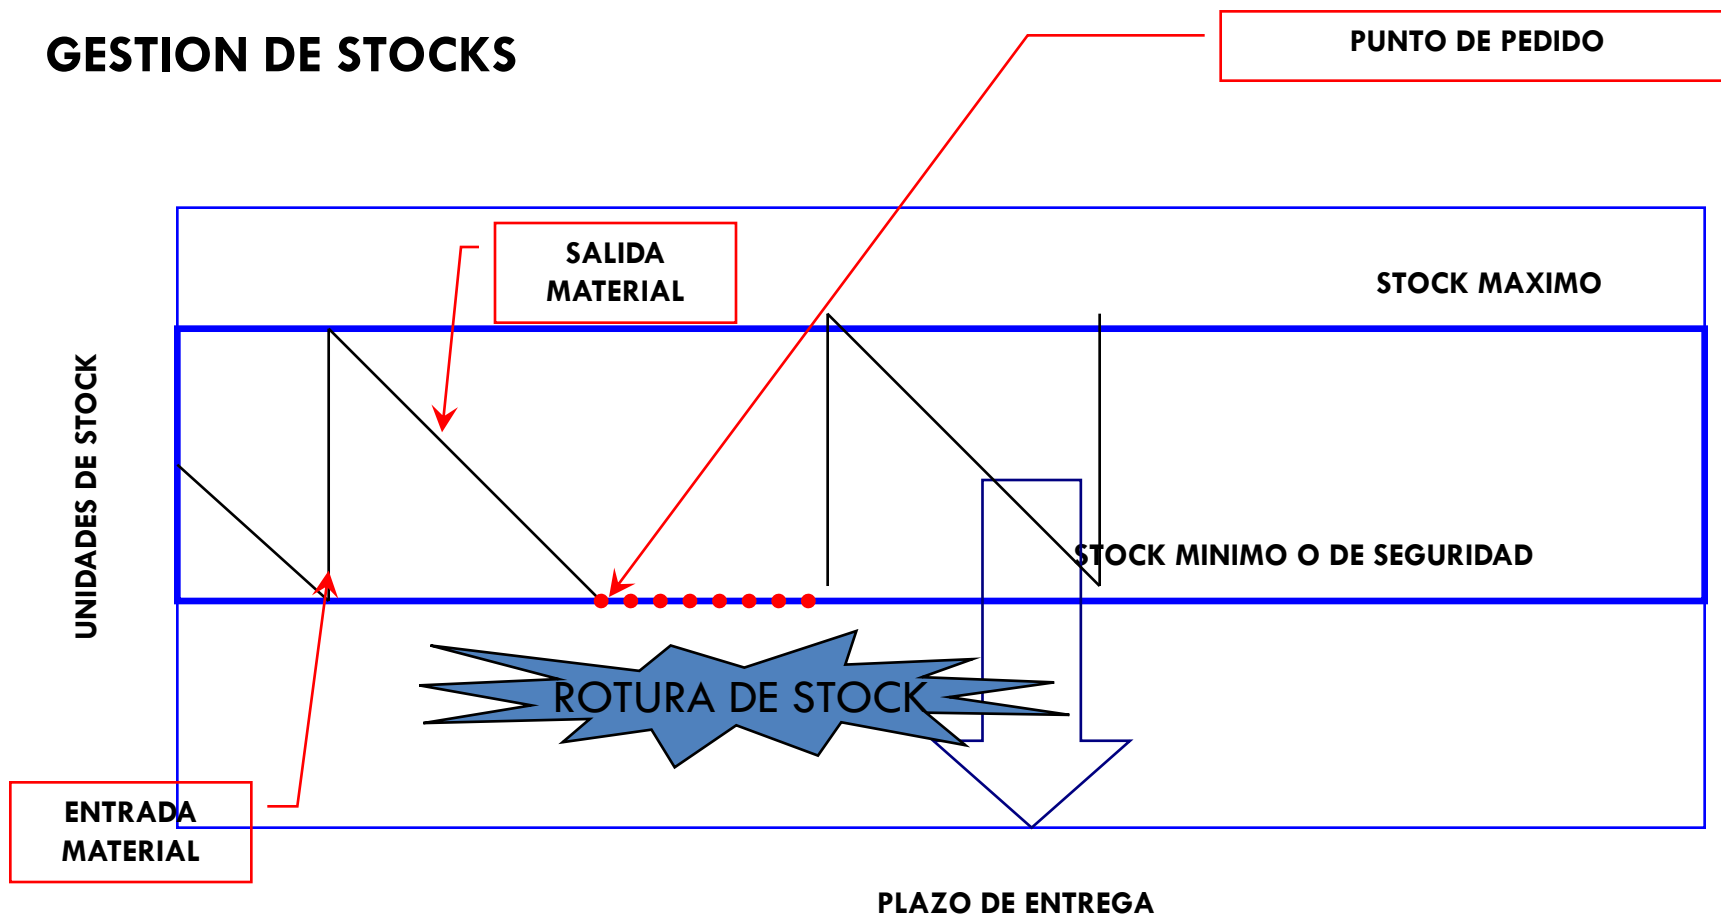 GESTION DE STOCKS
PUNTO DE PEDIDO
SALIDA
MATERIAL
STOCK MAXIMO
UNIDADES DE STOCK
STOCK MINIMO O DE SEGURIDAD
ROTURA DE STOCK
ENTRADA
MATERIAL
PLAZO DE ENTREGA